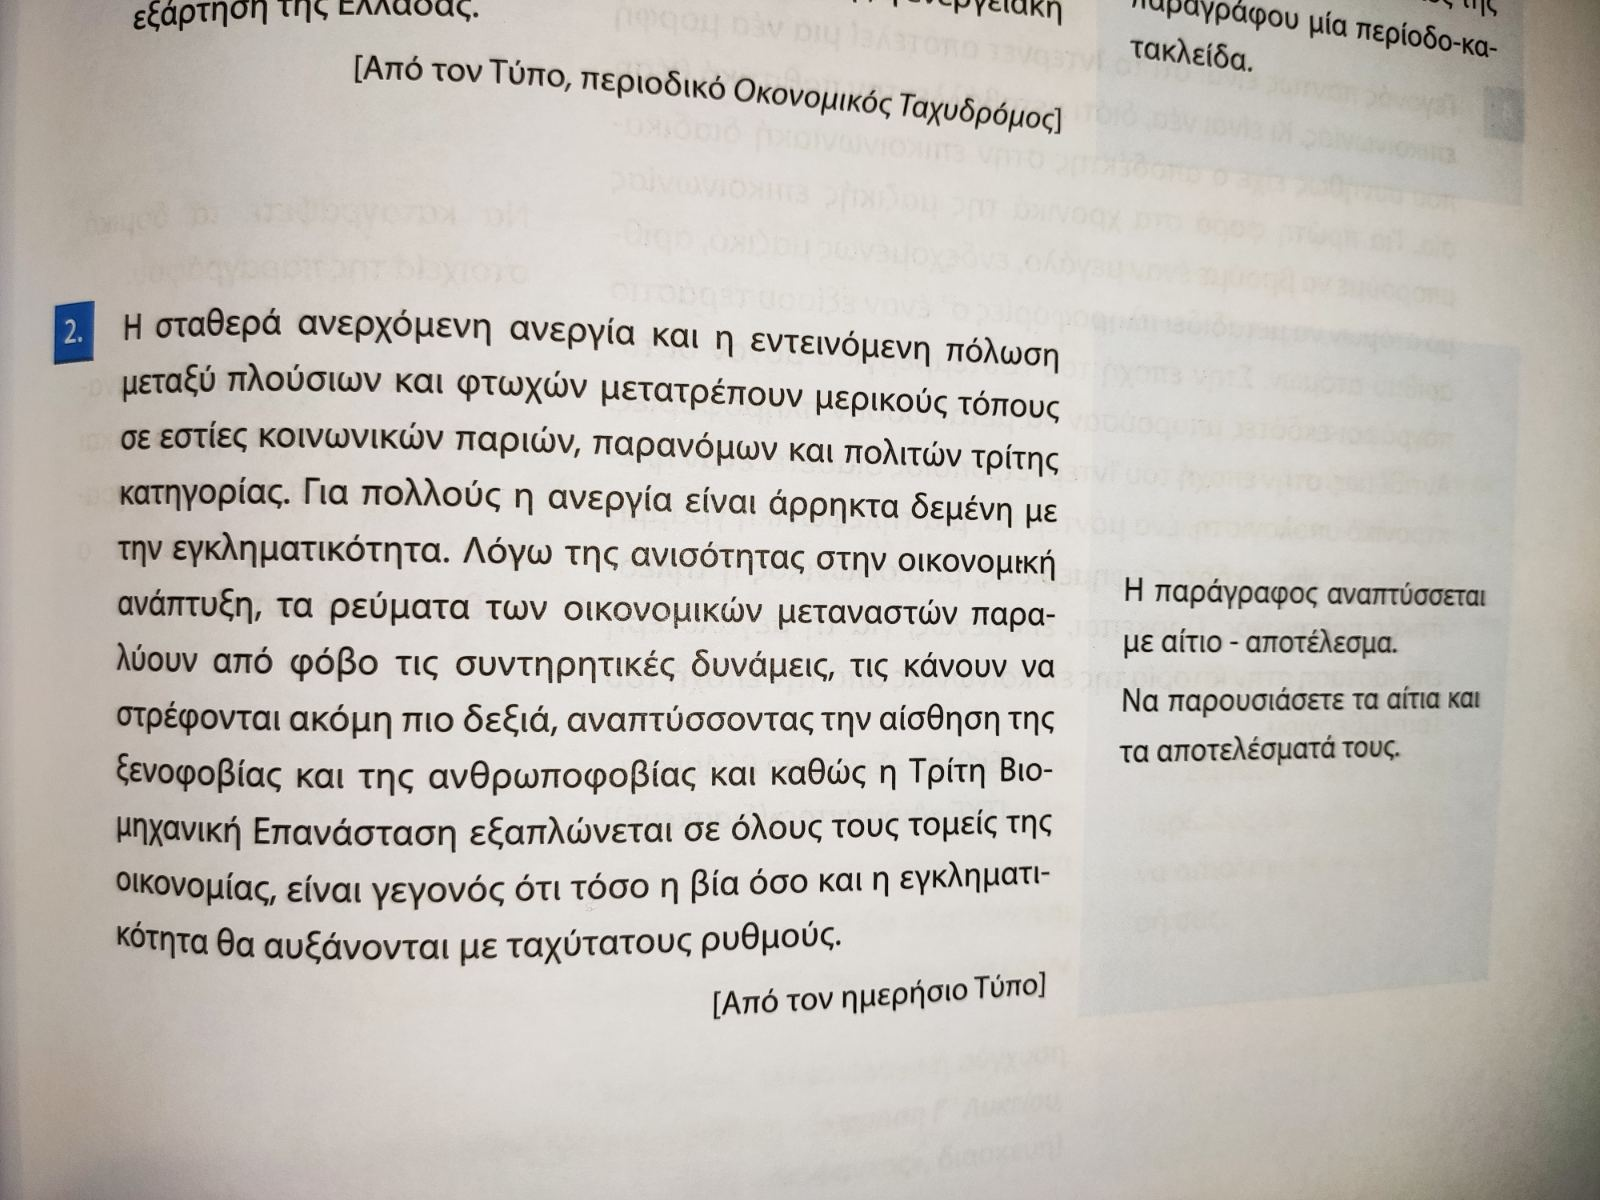 εξάρτηση της Ελλάδας.
[Από τον Τύπο, περιοδικό Οκονομικός Ταχυδρόμος]
παραγράφου μία περίοδο-κα-
τακλείδα.
2. Η σταθερά ανερχόμενη ανεργία και η εντεινόμενη πόλωση
μεταξύ πλούσιων και φτωχών μετατρέπουν μερικούς τόπους
σε εστίες κοινωνικών παριών, παρανόμων και πολιτών τρίτης
κατηγορίας. Για πολλούς η ανεργία είναι άρρηκτα δεμένη με
την εγκληματικότητα. Λόγω της ανισότητας στην οικονομική
ανάπτυξη, τα ρεύματα των οικονομικών μεταναστών παρα-
λύουν από φόβο τις συντηρητικές δυνάμεις, τις κάνουν να
στρέφονται ακόμη πιο δεξιά, αναπτύσσοντας την αίσθηση της
ξενοφοβίας και της ανθρωποφοβίας και καθώς η Τρίτη Βιο-
μηχανική Επανάσταση εξαπλώνεται σε όλους τους τομείς της
οικονομίας, είναι γεγονός ότι τόσο η βία όσο και η εγκληματι-
κότητα θα αυξάνονται με ταχύτατους ρυθμούς.
[Από τον ημερήσιο Τύπο]
Η παράγραφος αναπτύσσεται
με αίτιο - αποτέλεσμα.
Να παρουσιάσετε τα αίτια και
τα αποτελέσματά τους.